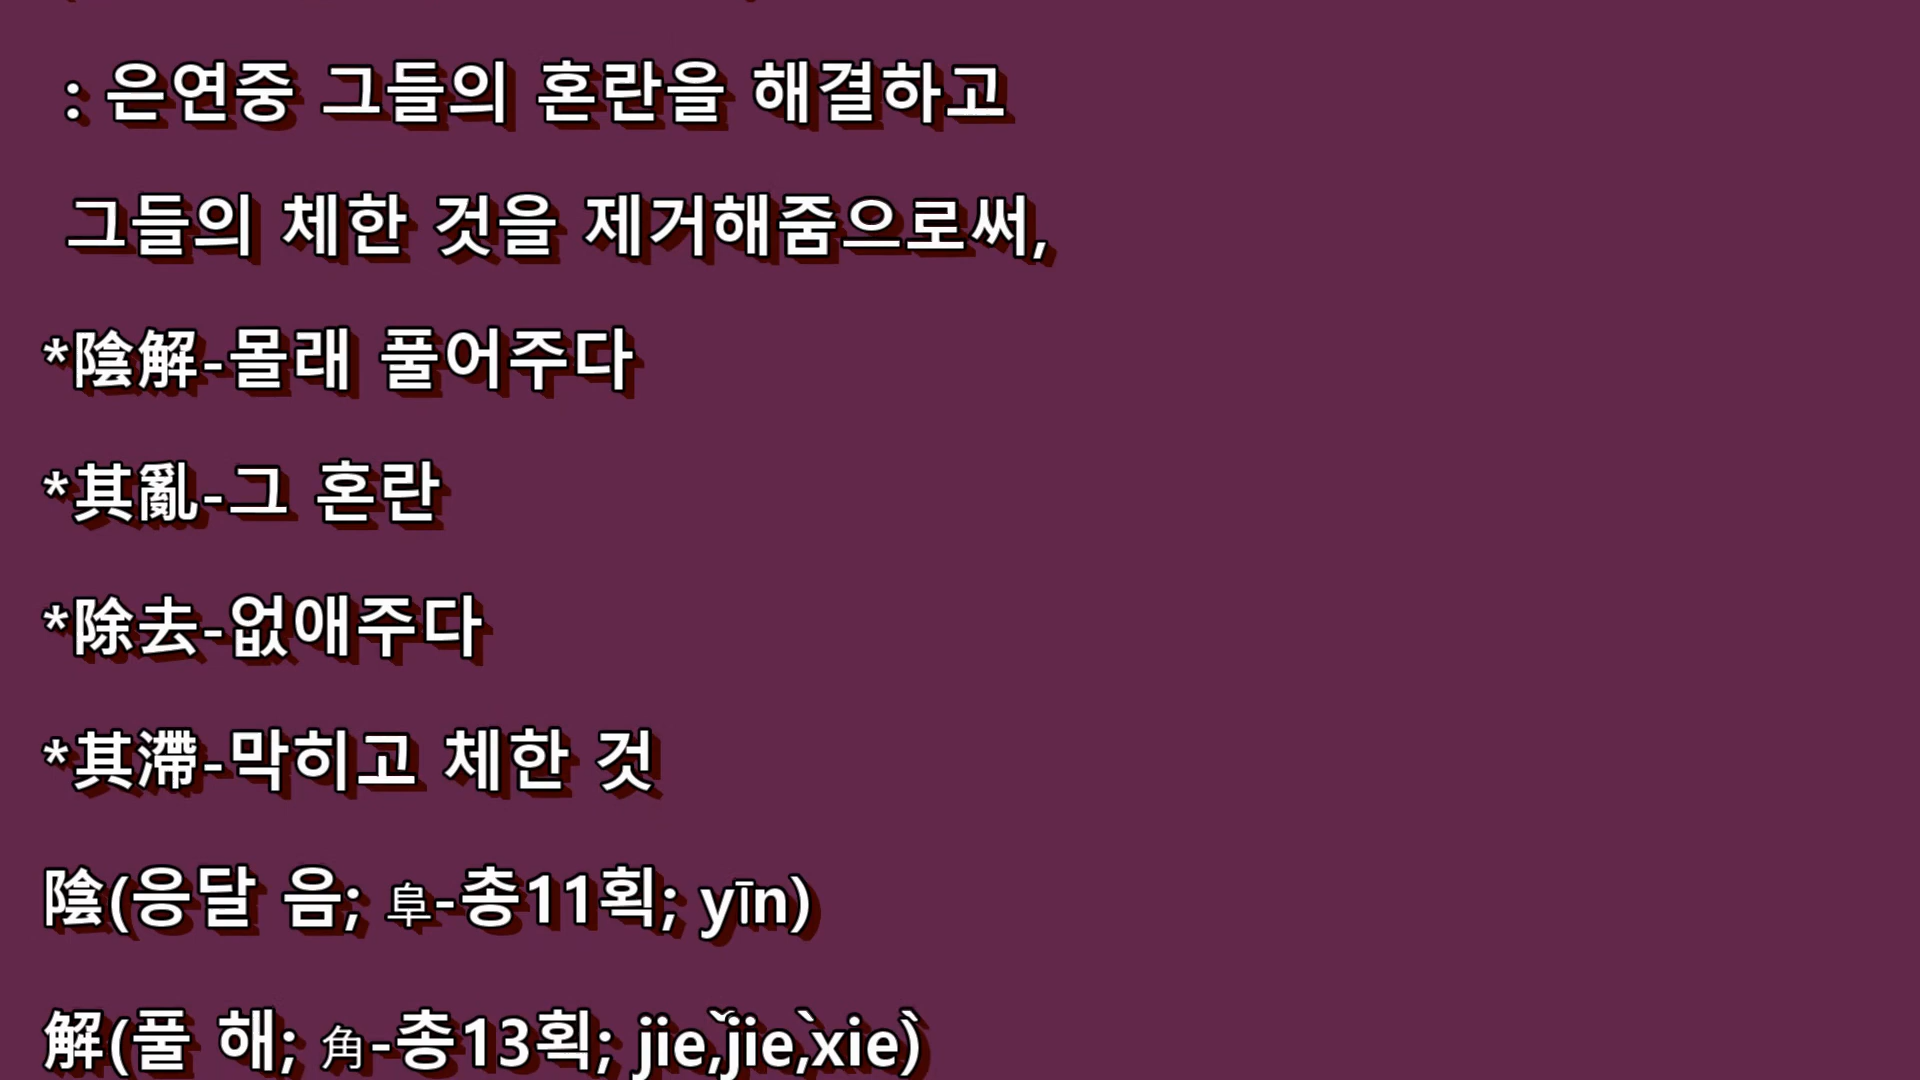 : 은연중 그들의 혼란을 해결하고
그들의 체한 것을 제거해줌으로써,
*陰解-몰래 풀어주다
*其亂-그 혼란
*除去-없애주다
*其滯-막히고 체한 것
陰(응달 음; 阜-총11획; yīn)
解(풀 해; 角-총13획; jiě,jiè,xiè)